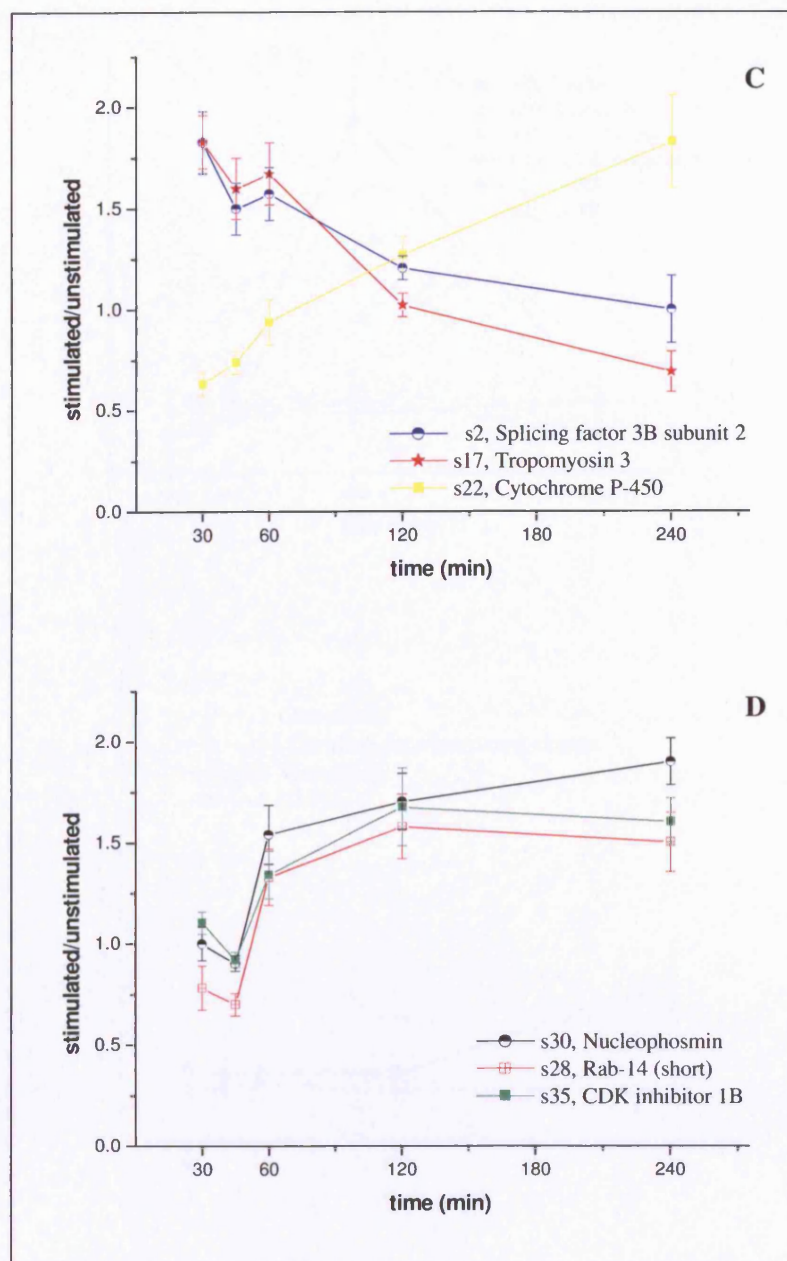 C
2.0
1.5
1.0
0.5
0.0
stimulated/unstimulated
s2, Splicing factor 3B subunit 2
s17, Tropomyosin 3
s22, Cytochrome P-450
30 60 120 180 240
time (min)
D
2.0
1.5
1.0
0.5
0.0
stimulated/unstimulated
s30, Nucleophosmin
s28, Rab-14 (short)
s35, CDK inhibitor 1B
30 60 120 180 240
time (min)